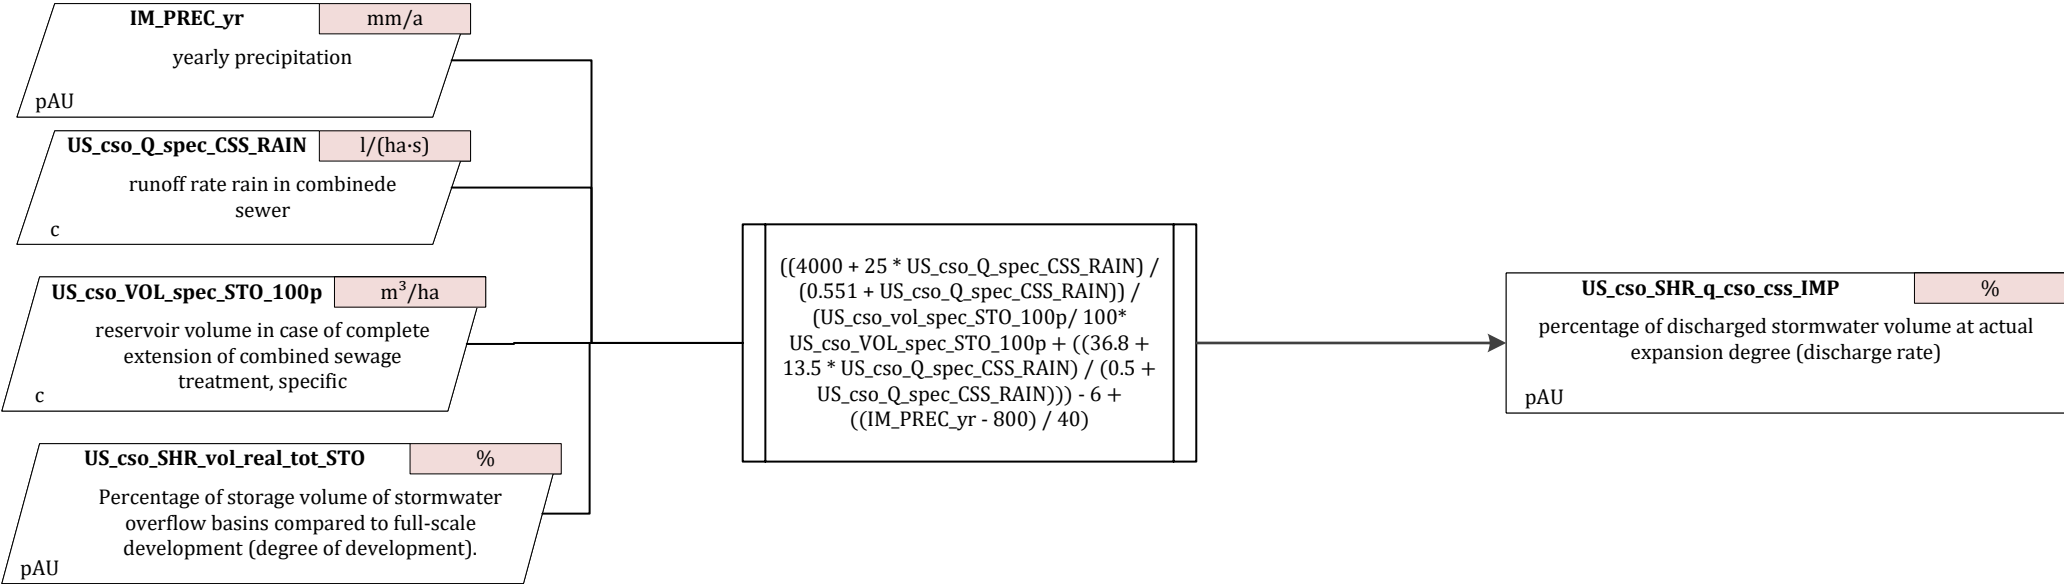 IM_PREC_yr
mm/a
yearly precipitation
pAU
US_cso_Q_spec_CSS_RAIN
l/(ha·s)
runoff rate rain in combinede
sewer
c
US_cso_VOL_spec_STO_100p
m³/ha
reservoir volume in case of complete
extension of combined sewage
treatment, specific
c
US_cso_SHR_vol_real_tot_STO
%
Percentage of storage volume of stormwater
overflow basins compared to full-scale
development (degree of development).
pAU
((4000 + 25 * US_cso_Q_spec_CSS_RAIN) /
(0.551 + US_cso_Q_spec_CSS_RAIN)) /
(US_cso_vol_spec_STO_100p/ 100*
US_cso_VOL_spec_STO_100p + ((36.8 +
13.5 * US_cso_Q_spec_CSS_RAIN) / (0.5 +
US_cso_Q_spec_CSS_RAIN))) - 6 +
((IM_PREC_yr - 800) / 40)
US_cso_SHR_q_cso_css_IMP
%
percentage of discharged stormwater volume at actual
expansion degree (discharge rate)
pAU